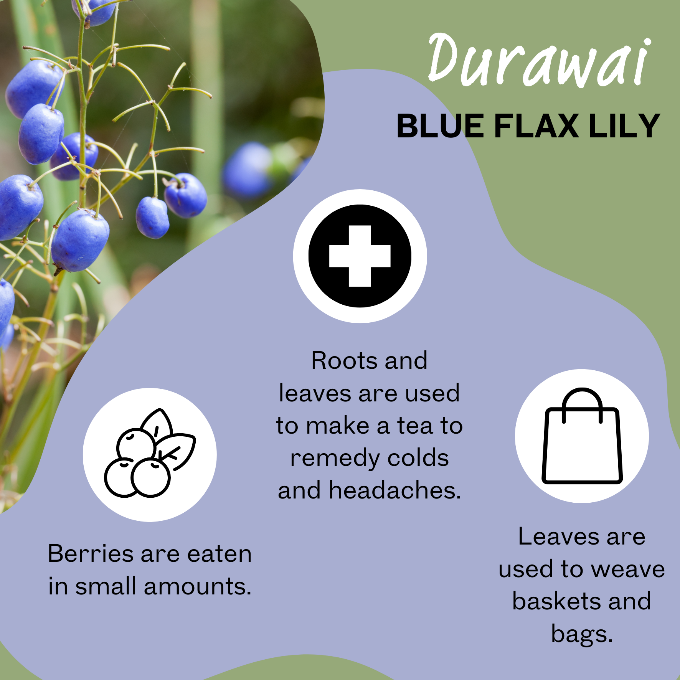 Durawai
BLUE FLAX LILY
Roots and
leaves are used
to make a tea to
remedy colds
and headaches.
Berries are eaten
in small amounts.
Leaves are
used to weave
baskets and
bags.